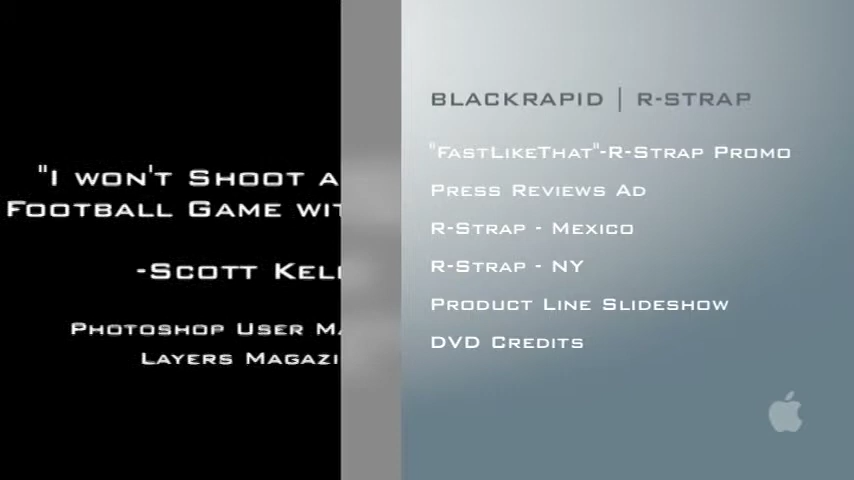 "I won't Shoot a
Football Game wit
-Scott Kel
Photoshop User Ma
Layers Magazi
BLACKRAPID | R-STRAP
"FastLikeThat"-R-Strap Promo
Press Reviews Ad
R-Strap - Mexico
R-Strap - NY
Product Line Slideshow
DVD Credits